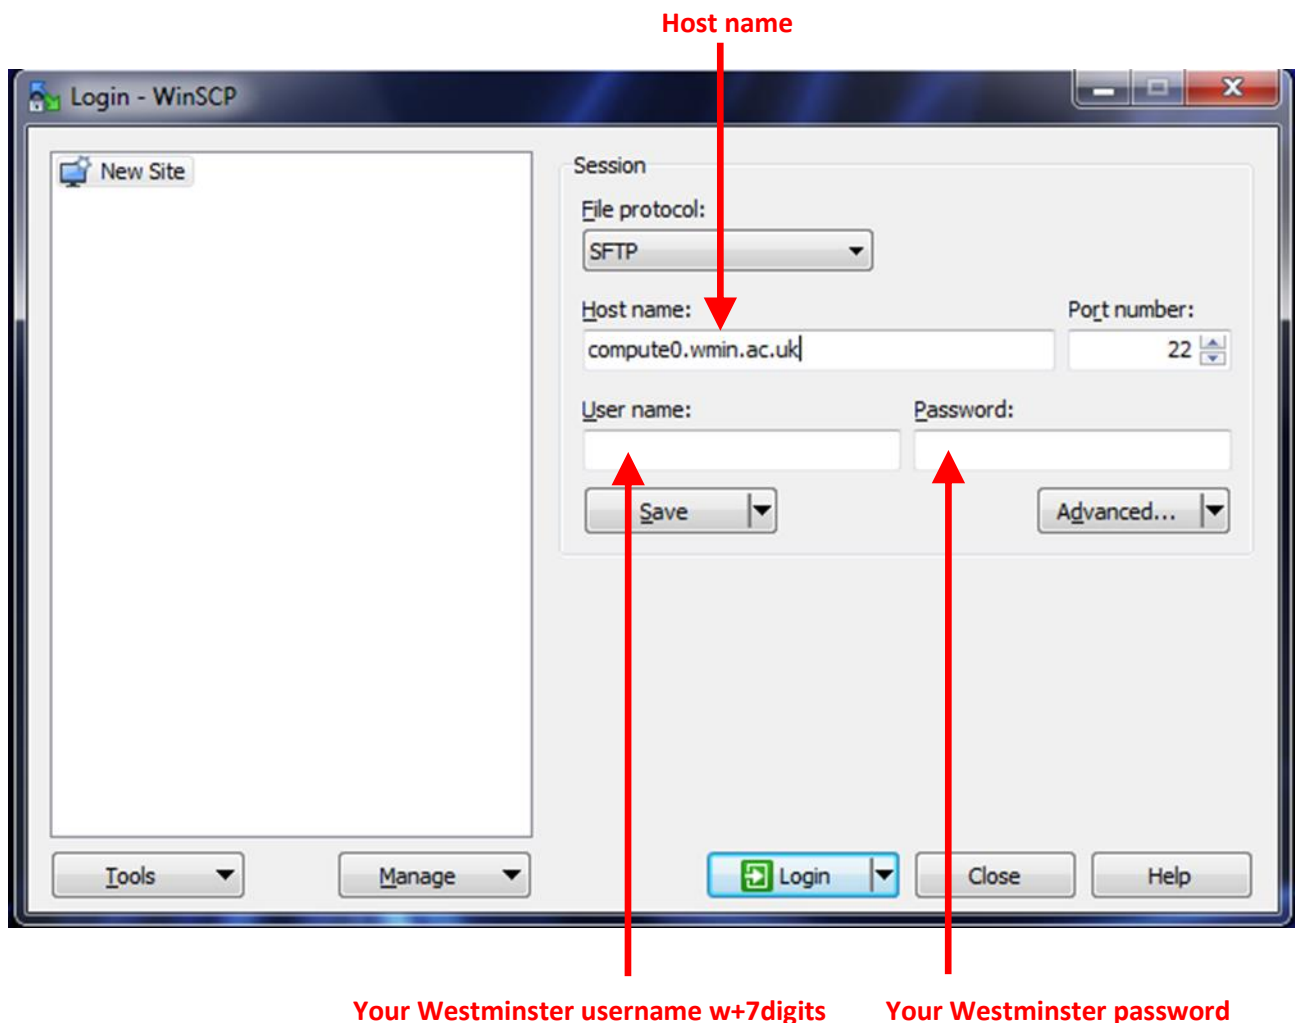 Host name
Login - WinSCP
New Site
Session
File protocol:
SFTP
Host name:
Port number:
compute0.wmin.ac.uk
22
User name:
Password:
Save
Advanced...
Tools
Manage
Login
Close
Help
Your Westminster username w+7digits
Your Westminster password